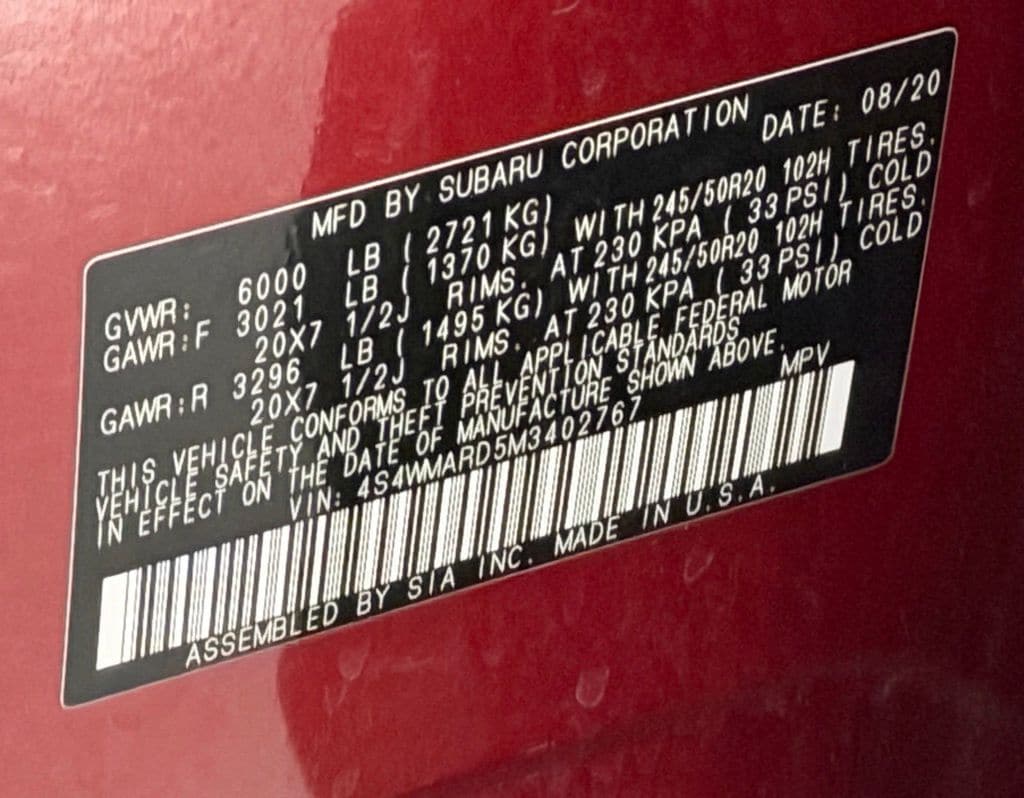 MFD BY SUBARU CORPORATION DATE: 08/20
GVWR: 6000 LB ( 2721 KG)
GAWR:F 3021 LB ( 1370 KG) WITH 245/50R20 102H TIRES.
20X7 1/2J RIMS. AT 230 KPA ( 33 PSI) COLD
GAWR:R 3296 LB ( 1495 KG) WITH 245/50R20 102H TIRES.
20X7 1/2J RIMS. AT 230 KPA ( 33 PSI) COLD
THIS VEHICLE CONFORMS TO ALL APPLICABLE FEDERAL MOTOR
VEHICLE SAFETY AND THEFT PREVENTION STANDARDS
IN EFFECT ON THE DATE OF MANUFACTURE SHOWN ABOVE.
VIN: 4S4WMARD5M3402767 MPV
ASSEMBLED BY SIA INC. MADE IN U.S.A.